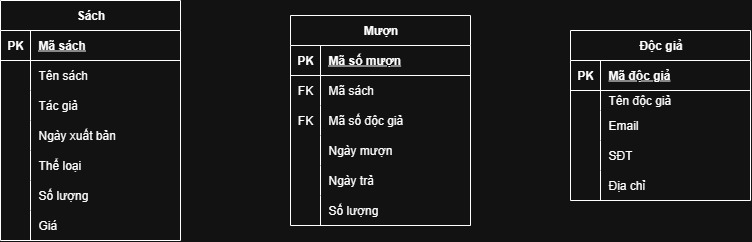 Sách
PK Mã sách
Tên sách
Tác giả
Ngày xuất bản
Thể loại
Số lượng
Giá
Mượn
PK Mã số mượn
FK Mã sách
FK Mã số độc giả
Ngày mượn
Ngày trả
Số lượng
Độc giả
PK Mã độc giả
Tên độc giả
Email
SĐT
Địa chỉ